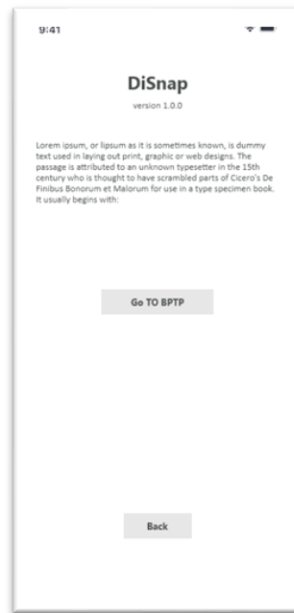 9:41
DiSnap
version 1.0.0
Lorem ipsum, or lipsum as it is sometimes known, is dummy
text used in laying out print, graphic or web designs. The
passage is attributed to an unknown typesetter in the 15th
century who is thought to have scrambled parts of Cicero's De
Finibus Bonorum et Malorum for use in a type specimen book.
It usually begins with:
Go TO BPTP
Back